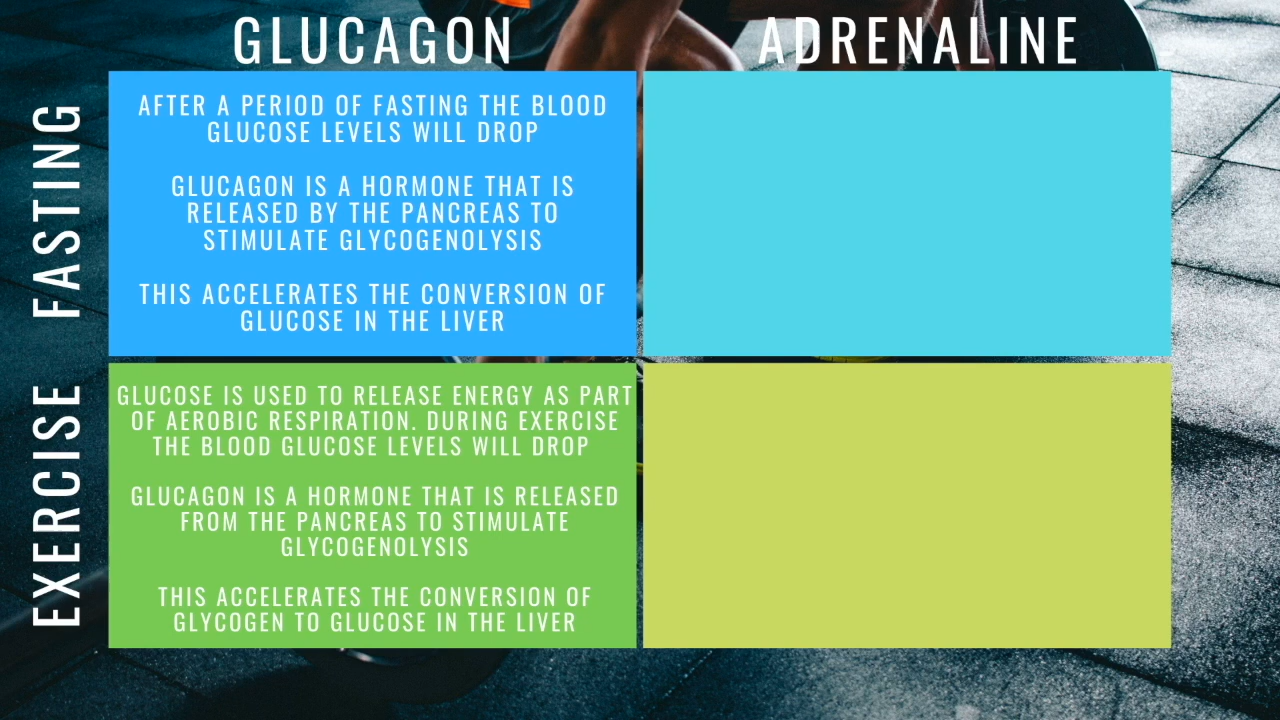 GLUCAGON
ADRENALINE
FASTING
AFTER A PERIOD OF FASTING THE BLOOD
GLUCOSE LEVELS WILL DROP
GLUCAGON IS A HORMONE THAT IS
RELEASED BY THE PANCREAS TO
STIMULATE GLYCOGENOLYSIS
THIS ACCELERATES THE CONVERSION OF
GLUCOSE IN THE LIVER
EXERCISE
GLUCOSE IS USED TO RELEASE ENERGY AS PART
OF AEROBIC RESPIRATION. DURING EXERCISE
THE BLOOD GLUCOSE LEVELS WILL DROP
GLUCAGON IS A HORMONE THAT IS RELEASED
FROM THE PANCREAS TO STIMULATE
GLYCOGENOLYSIS
THIS ACCELERATES THE CONVERSION OF
GLYCOGEN TO GLUCOSE IN THE LIVER